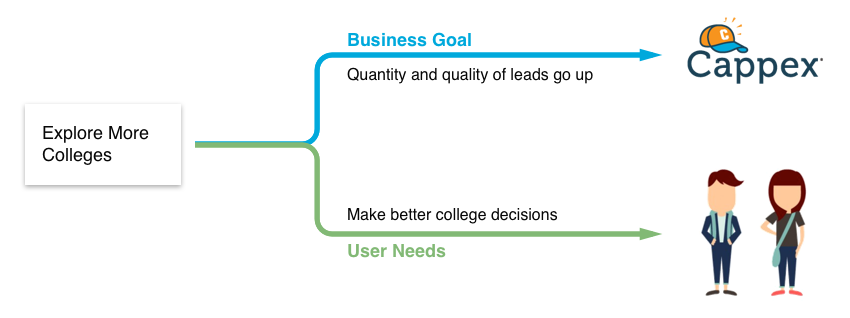 Business Goal
Quantity and quality of leads go up
C
Cappex
Explore More
Colleges
Make better college decisions
User Needs